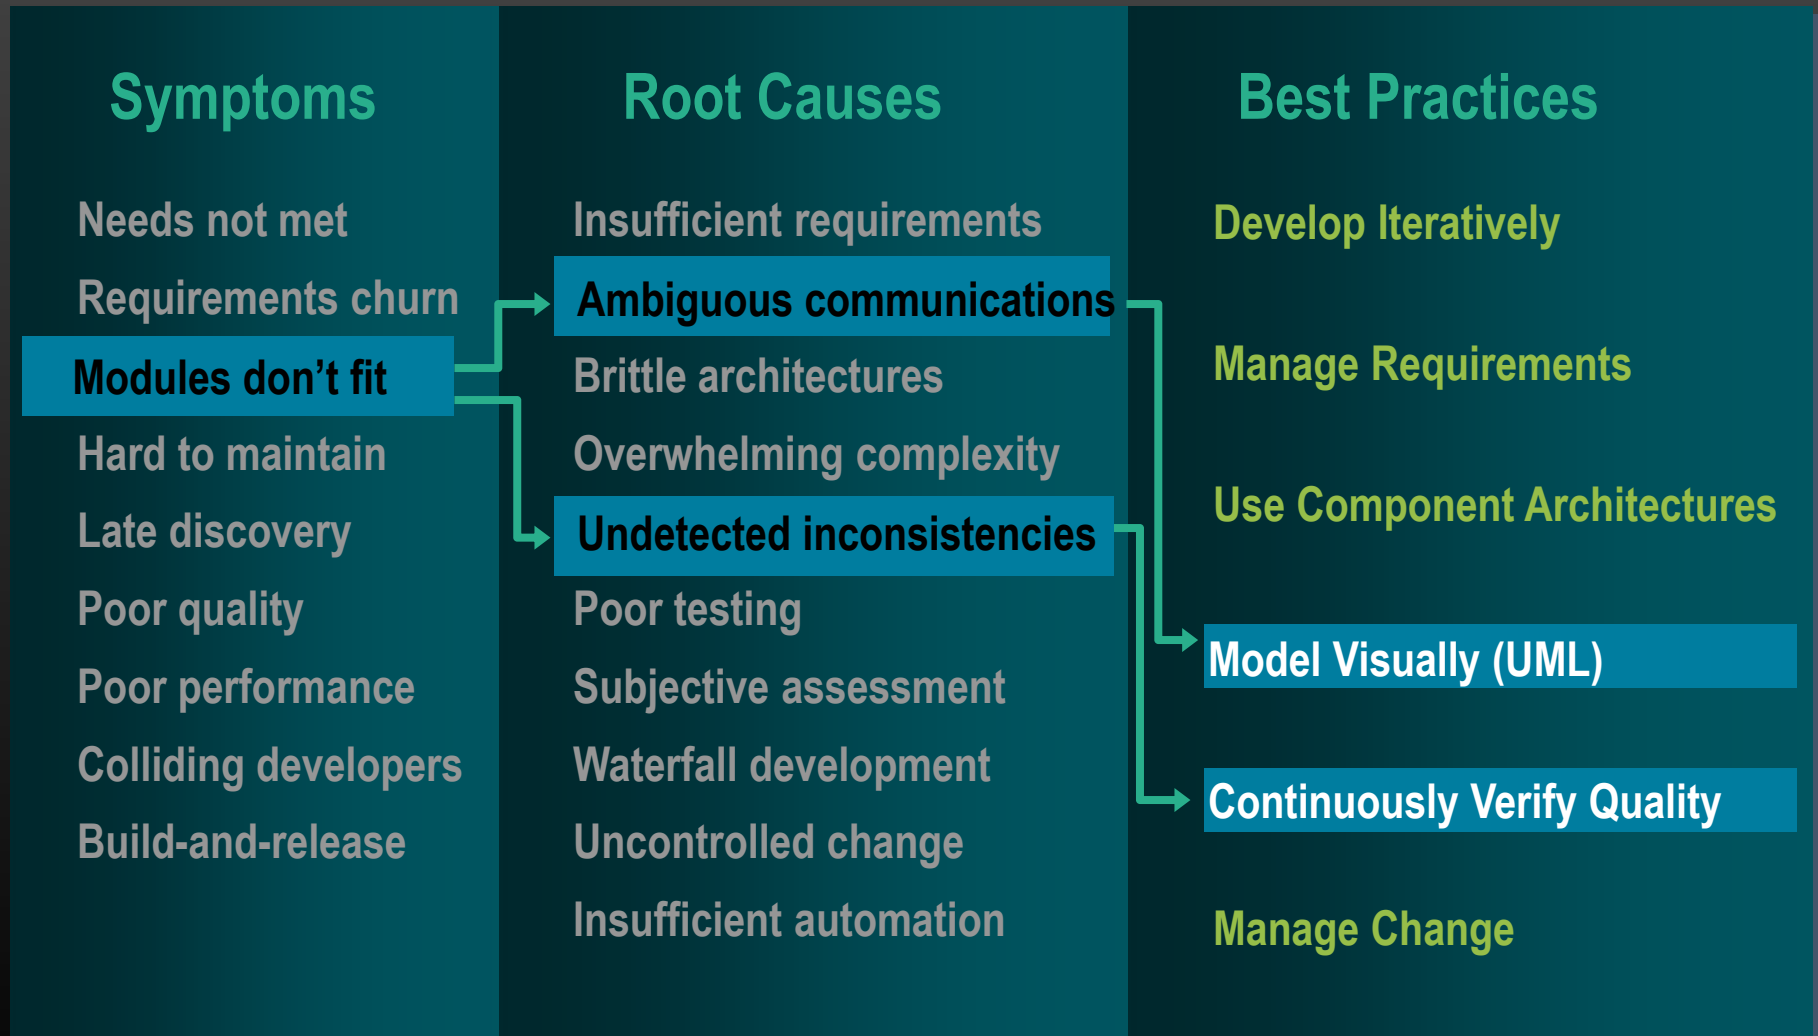 Symptoms
Needs not met
Requirements churn
Modules don’t fit
Hard to maintain
Late discovery
Poor quality
Poor performance
Colliding developers
Build-and-release
Root Causes
Insufficient requirements
Ambiguous communications
Brittle architectures
Overwhelming complexity
Undetected inconsistencies
Poor testing
Subjective assessment
Waterfall development
Uncontrolled change
Insufficient automation
Best Practices
Develop Iteratively
Manage Requirements
Use Component Architectures
Model Visually (UML)
Continuously Verify Quality
Manage Change